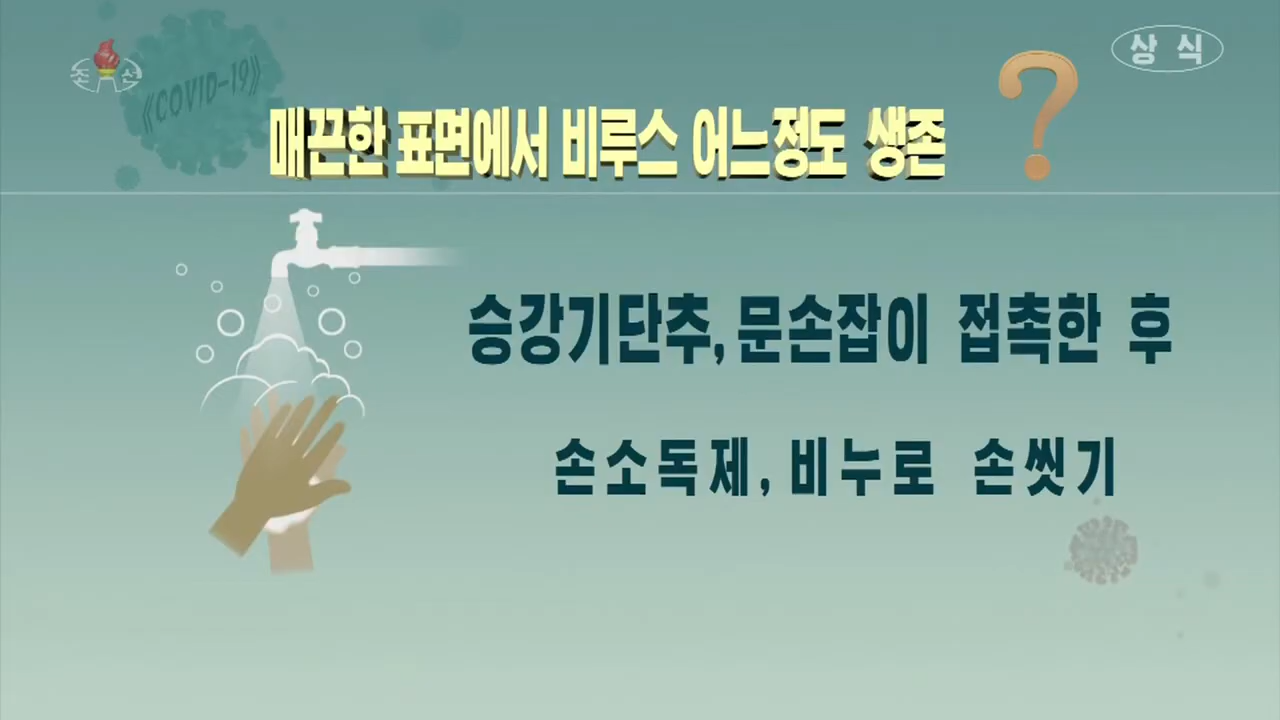 조선
상식
《COVID-19》
매끈한 표면에서 비루스 어느정도 생존 ?
승강기단추, 문손잡이 접촉한 후
손소독제, 비누로 손씻기